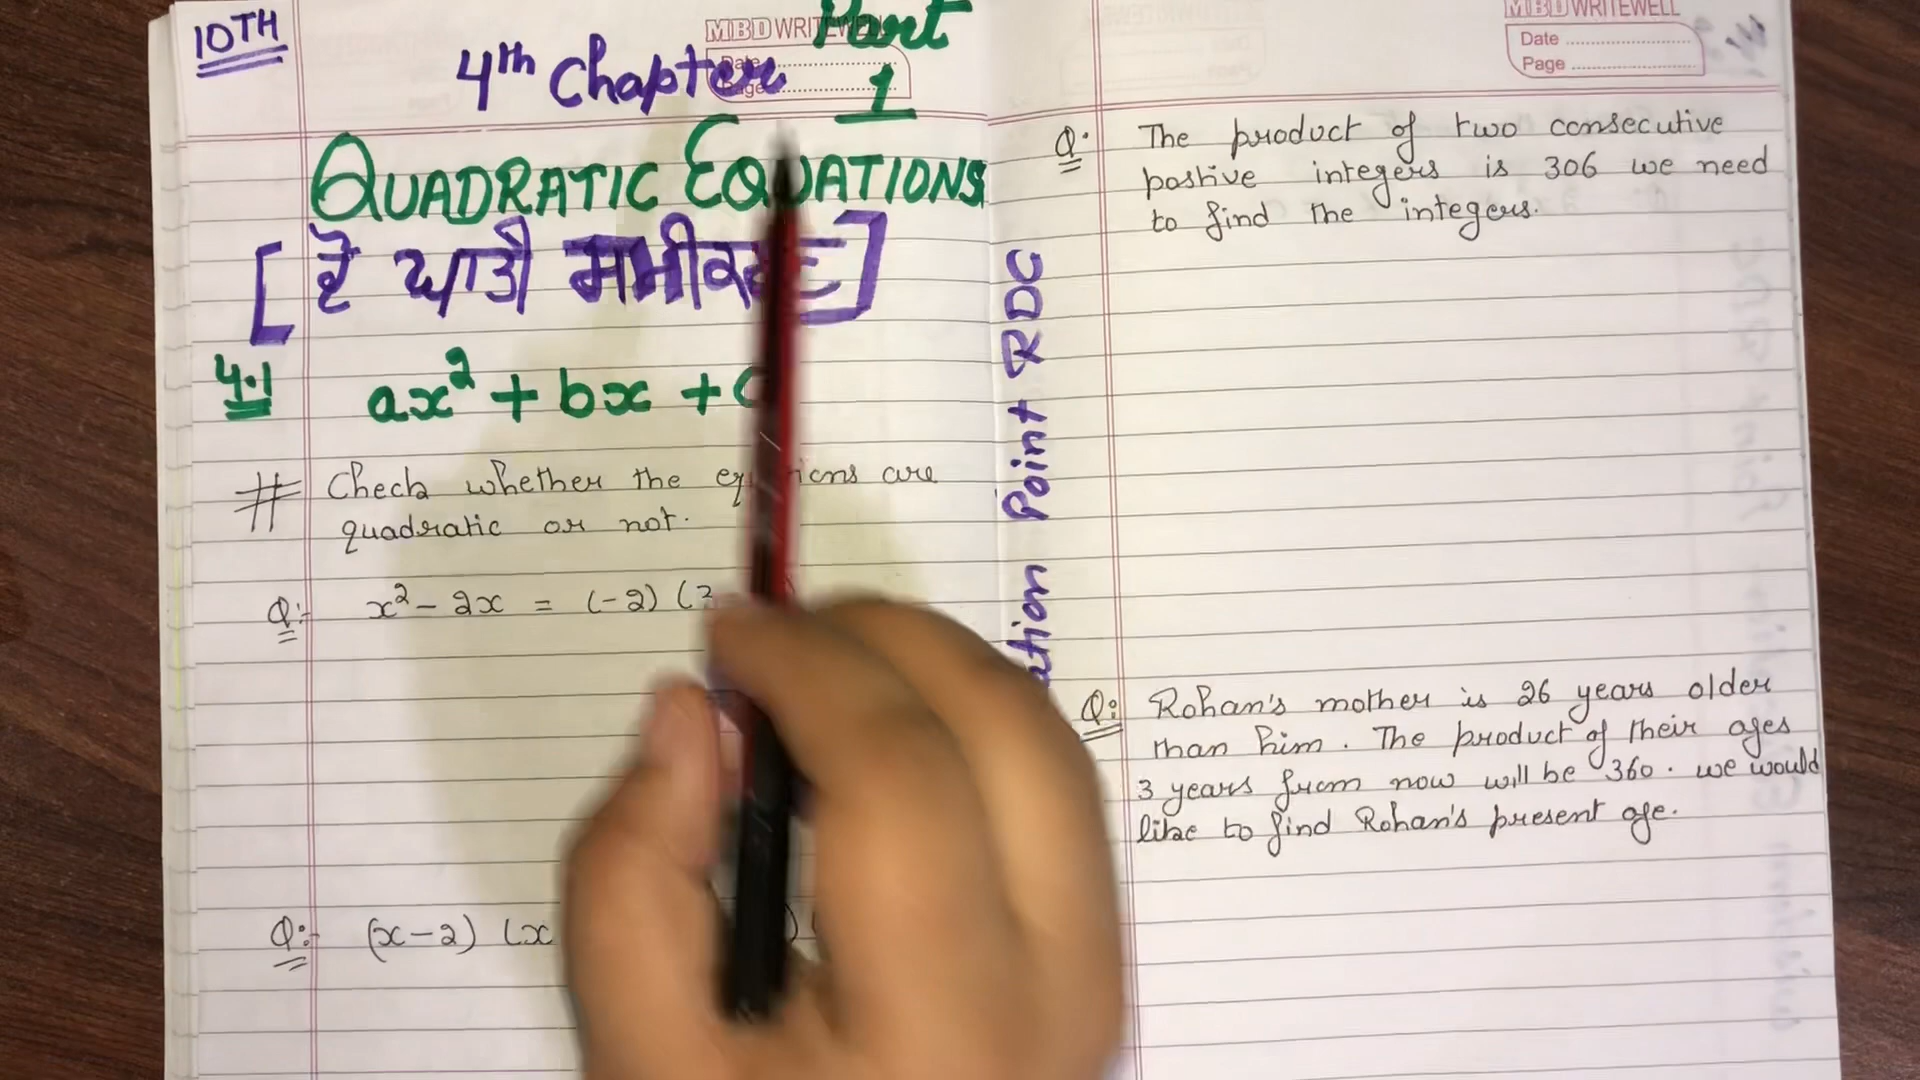 10TH
MBD WRITEWELL
Part
4th Chapter
1
Date
Page
QUADRATIC EQUATIONS
[ ਦੋ ਘਾਤੀ ਸਮੀਕਰਣ ]
4.1
ax² + bx + C
# Check whether the are
quadratic or not.
Q:- x² - 2x = (-2) (3
Q:- (x-2) (x
Point RDC
MBD WRITEWELL
Date
Page
Q. The product of two consecutive
postive integers is 306 we need
to find the integers.
Q: Rohan's mother is 26 years older
than him. The product of their ages
3 years from now will be 360. we would
like to find Rohan's present age.